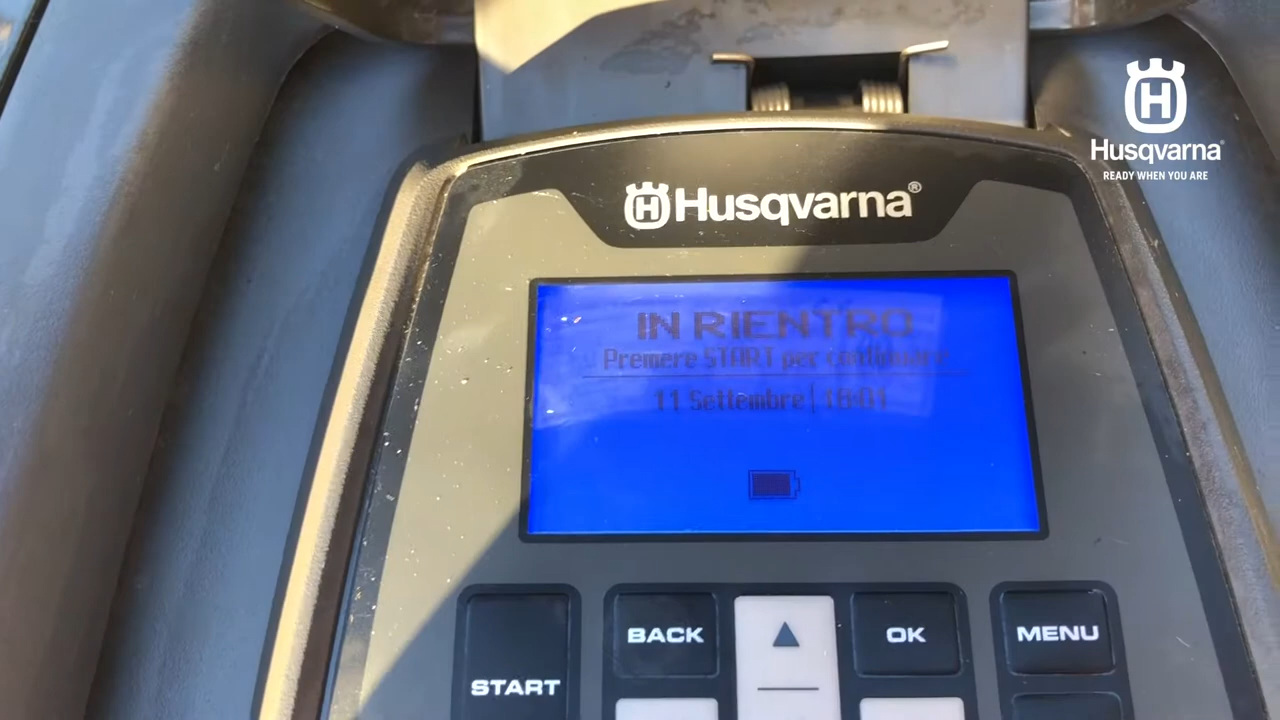 Husqvarna®
READY WHEN YOU ARE
Husqvarna®
IN RIENTRO
Premere START per continuare
11 Settembre | 18:01
BACK
OK
MENU
START